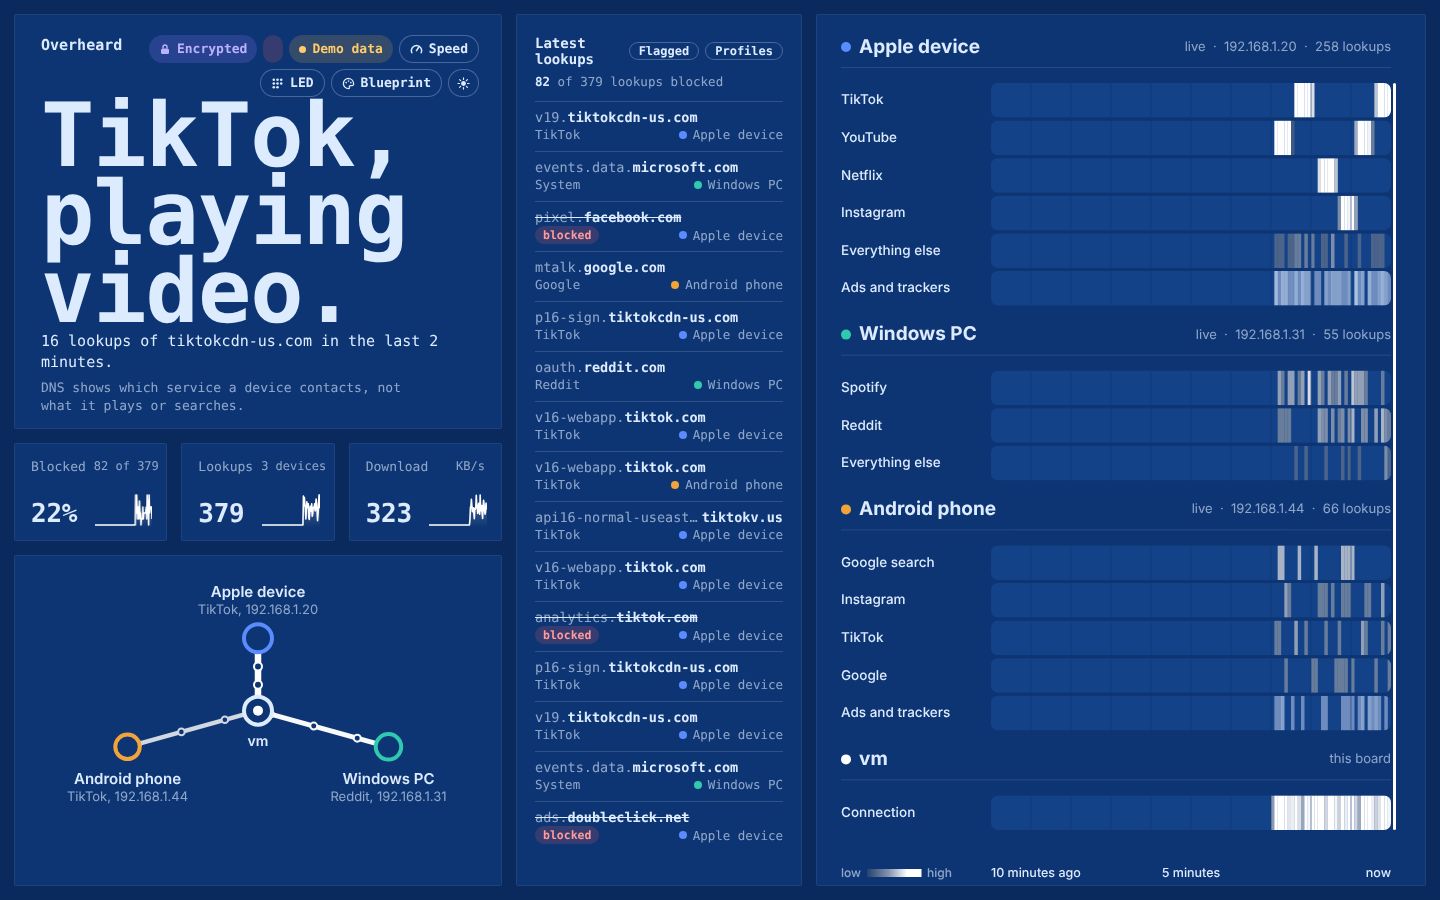 Overheard
Encrypted
Demo data
Speed
LED
Blueprint
TikTok,
playing
video.
16 lookups of tiktokcdn-us.com in the last 2
minutes.
DNS shows which service a device contacts, not
what it plays or searches.
Blocked 82 of 379
22%
Lookups 3 devices
379
Download KB/s
323
Apple device
TikTok, 192.168.1.20
vm
Android phone
TikTok, 192.168.1.44
Windows PC
Reddit, 192.168.1.31
Latest
lookups
Flagged
Profiles
82 of 379 lookups blocked
v19.tiktokcdn-us.com
TikTok Apple device
events.data.microsoft.com
System Windows PC
pixel.facebook.com
blocked Apple device
mtalk.google.com
Google Android phone
p16-sign.tiktokcdn-us.com
TikTok Apple device
oauth.reddit.com
Reddit Windows PC
v16-webapp.tiktok.com
TikTok Apple device
v16-webapp.tiktok.com
TikTok Android phone
api16-normal-useast… tiktokv.us
TikTok Apple device
v16-webapp.tiktok.com
TikTok Apple device
analytics.tiktok.com
blocked Apple device
p16-sign.tiktokcdn-us.com
TikTok Apple device
v19.tiktokcdn-us.com
TikTok Apple device
events.data.microsoft.com
System Windows PC
ads.doubleclick.net
blocked Apple device
Apple device live · 192.168.1.20 · 258 lookups
TikTok
YouTube
Netflix
Instagram
Everything else
Ads and trackers
Windows PC live · 192.168.1.31 · 55 lookups
Spotify
Reddit
Everything else
Android phone live · 192.168.1.44 · 66 lookups
Google search
Instagram
TikTok
Google
Ads and trackers
vm this board
Connection
low high 10 minutes ago 5 minutes now